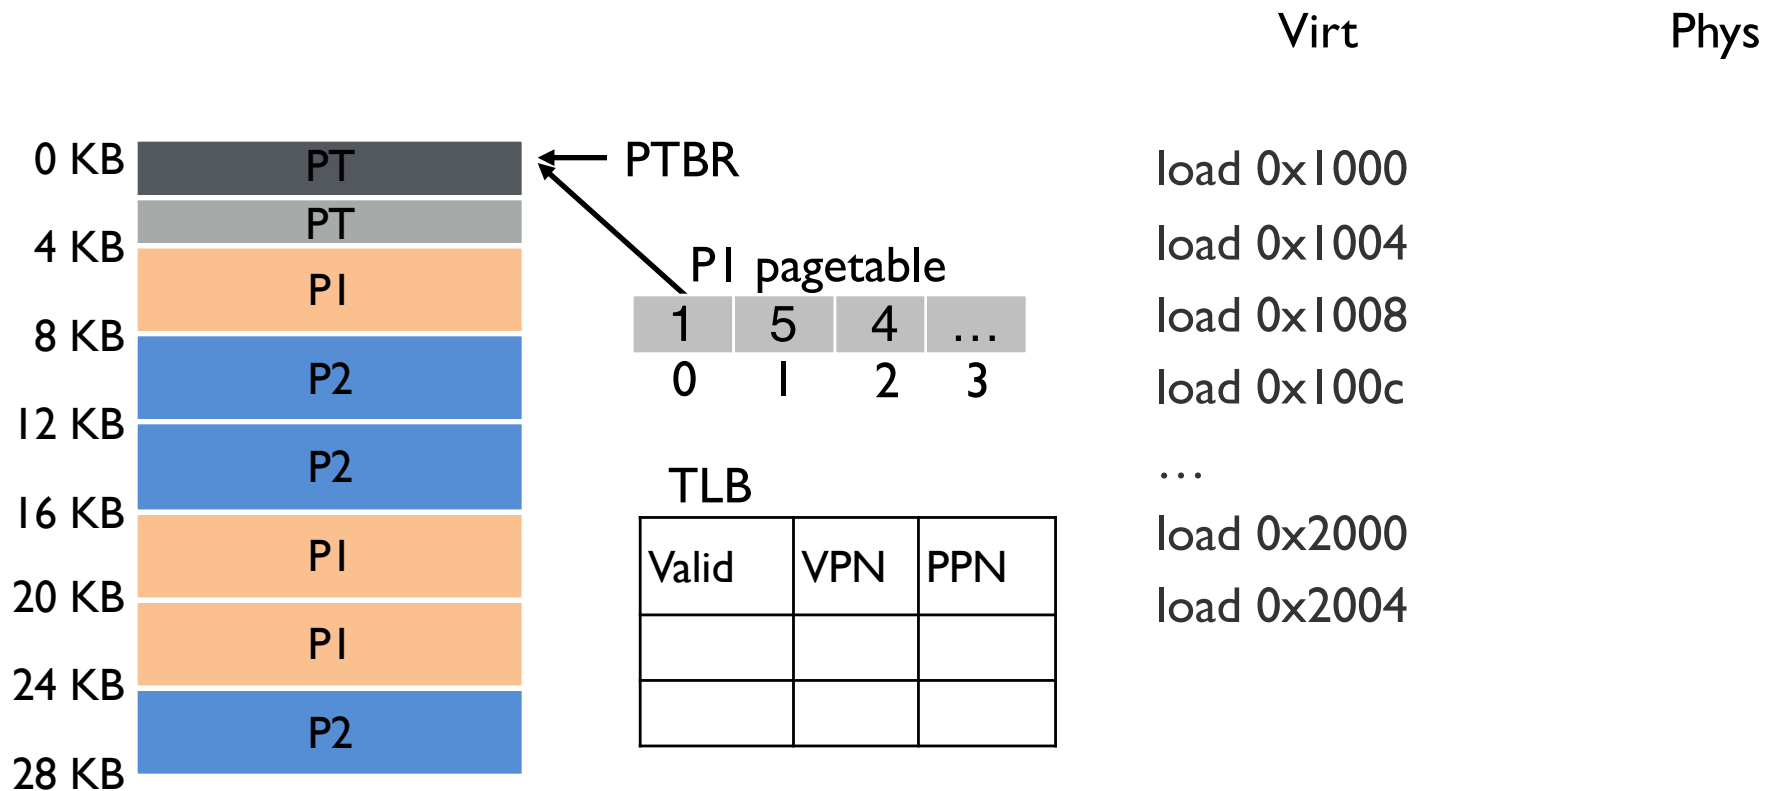 Virt
Phys
0 KB
PT
PT
4 KB
P1
8 KB
P2
12 KB
P2
16 KB
P1
20 KB
P1
24 KB
P2
28 KB
PTBR
P1 pagetable
1 5 4 ...
0 1 2 3
TLB
Valid VPN PPN
load 0x1000
load 0x1004
load 0x1008
load 0x100c
...
load 0x2000
load 0x2004